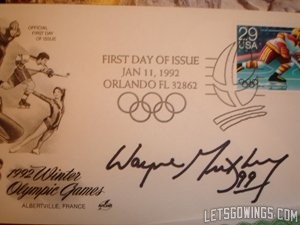 OFFICIAL
FIRST DAY
OF ISSUE
FIRST DAY OF ISSUE
JAN 11, 1992
ORLANDO FL 32862
29
USA
1992 Winter
Olympic Games
ALBERTVILLE, FRANCE
Wayne
99
LETSGOWINGS.COM